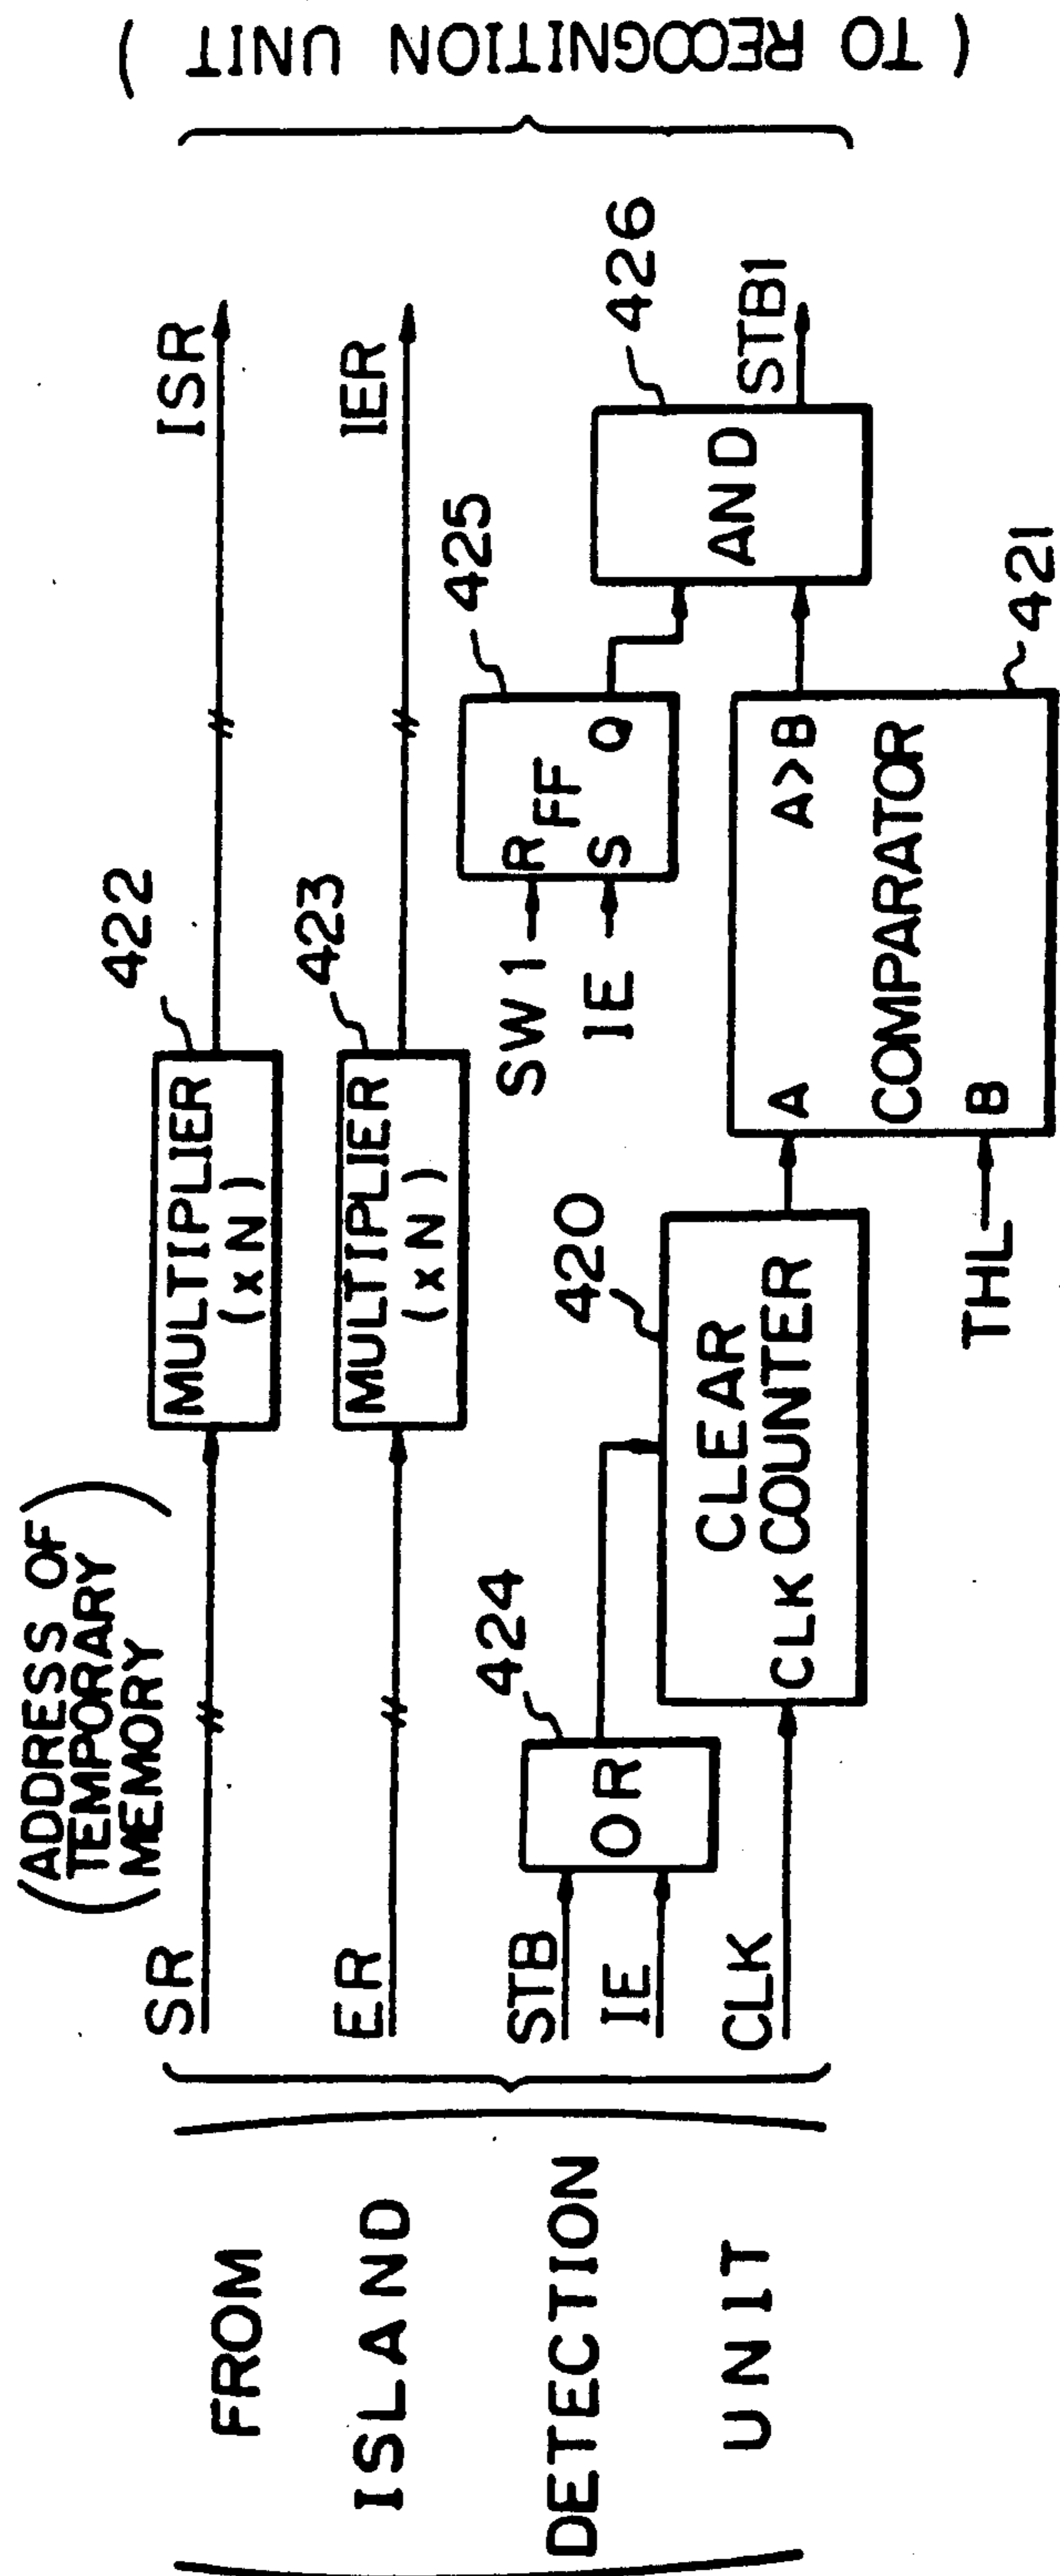 (FROM
ISLAND
DETECTION
UNIT)
(ADDRESS OF
TEMPORARY
MEMORY)
SR
ER
STB
IE
CLK
MULTIPLIER
(×N)
422
ISR
MULTIPLIER
(×N)
423
IER
OR
424
CLEAR
CLK COUNTER
420
SW1
IE
R
FF
S Q
425
THL
A A>B
COMPARATOR
B
421
AND
426
STB1
(TO RECOGNITION UNIT)